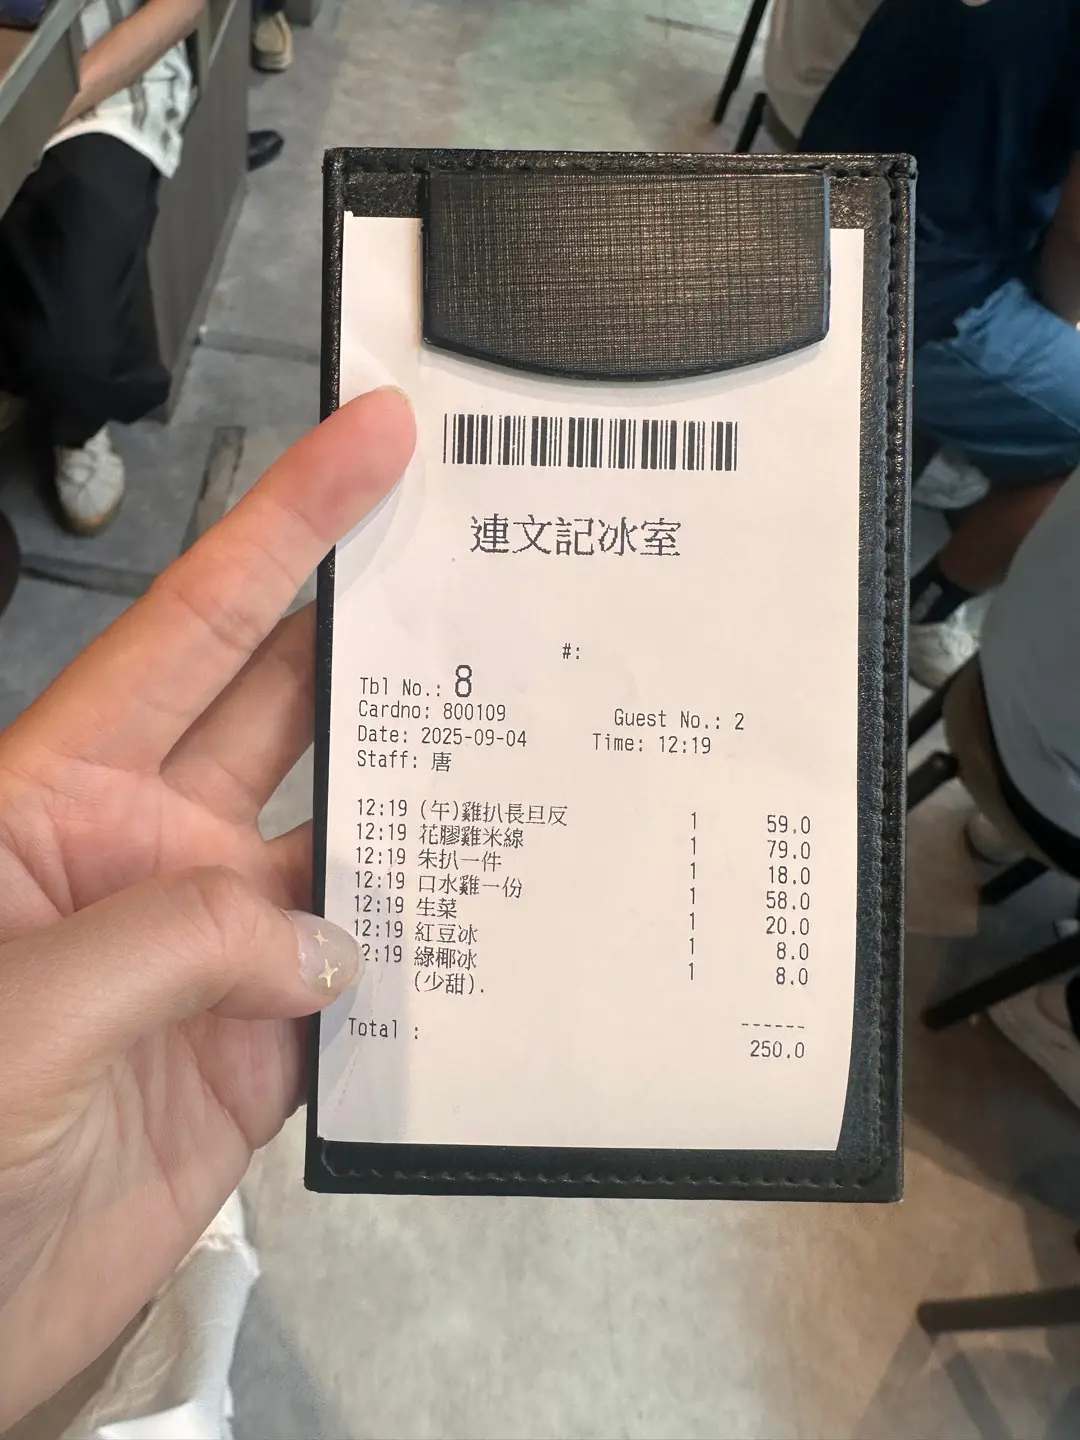 連文記冰室
#:
Tbl No.: 8
Cardno: 800109 Guest No.: 2
Date: 2025-09-04 Time: 12:19
Staff: 唐
12:19 (午)雞扒長旦反 1 59.0
12:19 花膠雞米線 1 79.0
12:19 朱扒一件 1 18.0
12:19 口水雞一份 1 58.0
12:19 生菜 1 20.0
12:19 紅豆冰 1 8.0
2:19 綠椰冰 1 8.0
(少甜).
------
Total : 250.0